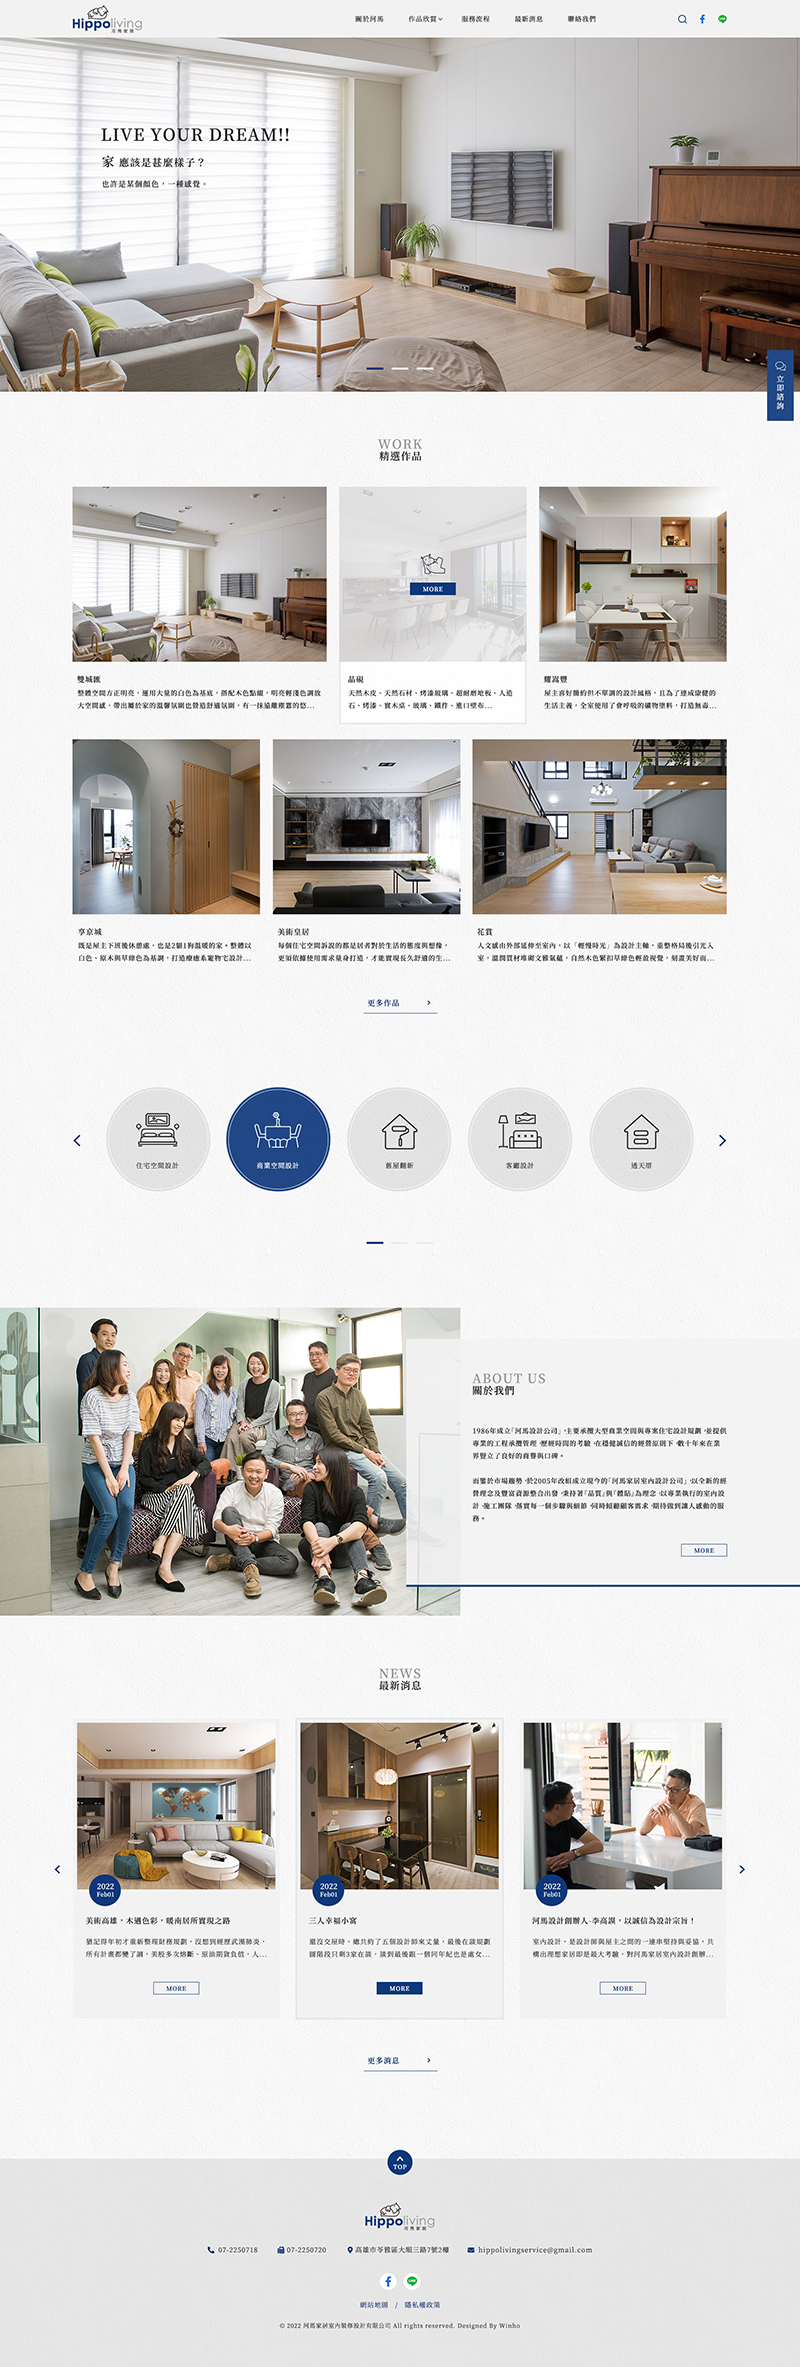 Hippoliving
河馬家居
關於河馬
作品欣賞
服務流程
最新消息
聯絡我們
LIVE YOUR DREAM!!
家 應該是甚麼樣子？
也許是某個顏色，一種感覺。
立即諮詢
WORK
精選作品
MORE
雙城匯
整體空間方正明亮，運用大量的白色為基底，搭配木色點綴，明亮輕淺色調放
大空間感，帶出屬於家的溫馨氛圍也營造舒適氛圍，有一抹遠離塵囂的悠...
晶硯
天然木皮、天然石材、烤漆玻璃、超耐磨地板、人造
石、烤漆、實木桌、玻璃、鐵件、進口壁布...
耀嵩豐
屋主喜好簡約但不單調的設計風格，且為了達成康健的
生活主義，全室使用了會呼吸的礦物塗料，打造無毒...
享京城
既是屋主下班後休憩處，也是2貓1狗溫暖的家。整體以
白色、原木與草綠色為基調，打造療癒系寵物宅設計...
美術皇居
每個住宅空間訴說的都是居者對於生活的態度與想像，
更須依據使用需求量身打造，才能實現長久舒適的生...
花賞
人文感由外部延伸至室內，以「輕慢時光」為設計主軸，重整格局後引光入
室，溫潤質材堆砌文雅氣蘊，自然木色緊扣草綠色輕盈視覺，刻畫美好而...
更多作品
住宅空間設計
商業空間設計
舊屋翻新
客廳設計
透天厝
ABOUT US
關於我們
1986年成立「河馬設計公司」，主要承攬大型商業空間與專案住宅設計規劃，並提供
專業的工程承攬管理，歷經時間的考驗，在穩健誠信的經營原則下，數十年來在業
界豎立了良好的商譽與口碑。
而鑒於市場趨勢，於2005年改組成立現今的「河馬家居室內設計公司」，以全新的經
營理念及豐富資源整合出發，秉持著「品質」與「體貼」為理念，以專業執行的室內設
計、施工團隊，落實每一個步驟與細節，同時傾聽顧客需求，期待做到讓人感動的服
務。
MORE
NEWS
最新消息
2022
Feb01
美術高雄，木遇色彩，暖南居所實現之路
猶記得年初才重新整理財務規劃，沒想到經歷武漢肺炎，
所有計畫都變了調，美股多次熔斷、原油期貨負值，人...
MORE
2022
Feb01
三人幸福小窩
還沒交屋時，總共約了五個設計師來丈量，最後在談規劃
圖階段只剩3家在談，談到最後跟一個同年紀也是處女...
MORE
2022
Feb01
河馬設計創辦人-李高誠，以誠信為設計宗旨！
室內設計，是設計師與屋主之間的一連串堅持與妥協，共
構出理想家居即是最大考驗，對河馬家居室內設計創辦...
MORE
更多消息
TOP
Hippoliving
河馬家居
07-2250718
07-2250720
高雄市苓雅區大順三路7號2樓
hippolivingservice@gmail.com
網站地圖 / 隱私權政策
© 2022 河馬家居室內裝修設計有限公司 All rights reserved. Designed By Winho